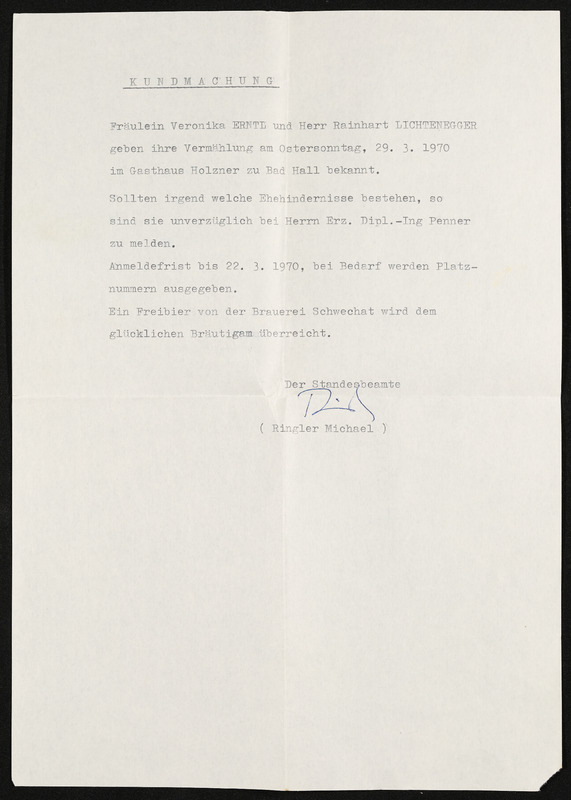 K U N D M A C H U N G
Fräulein Veronika ERNTL und Herr Rainhart LICHTENEGGER
geben ihre Vermählung am Ostersonntag, 29. 3. 1970
im Gasthaus Holzner zu Bad Hall bekannt.
Sollten irgend welche Ehehindernisse bestehen, so
sind sie unverzüglich bei Herrn Erz. Dipl.-Ing Penner
zu melden.
Anmeldefrist bis 22. 3. 1970, bei Bedarf werden Platz-
nummern ausgegeben.
Ein Freibier von der Brauerei Schwechat wird dem
glücklichen Bräutigam überreicht.
Der Standesbeamte
( Ringler Michael )